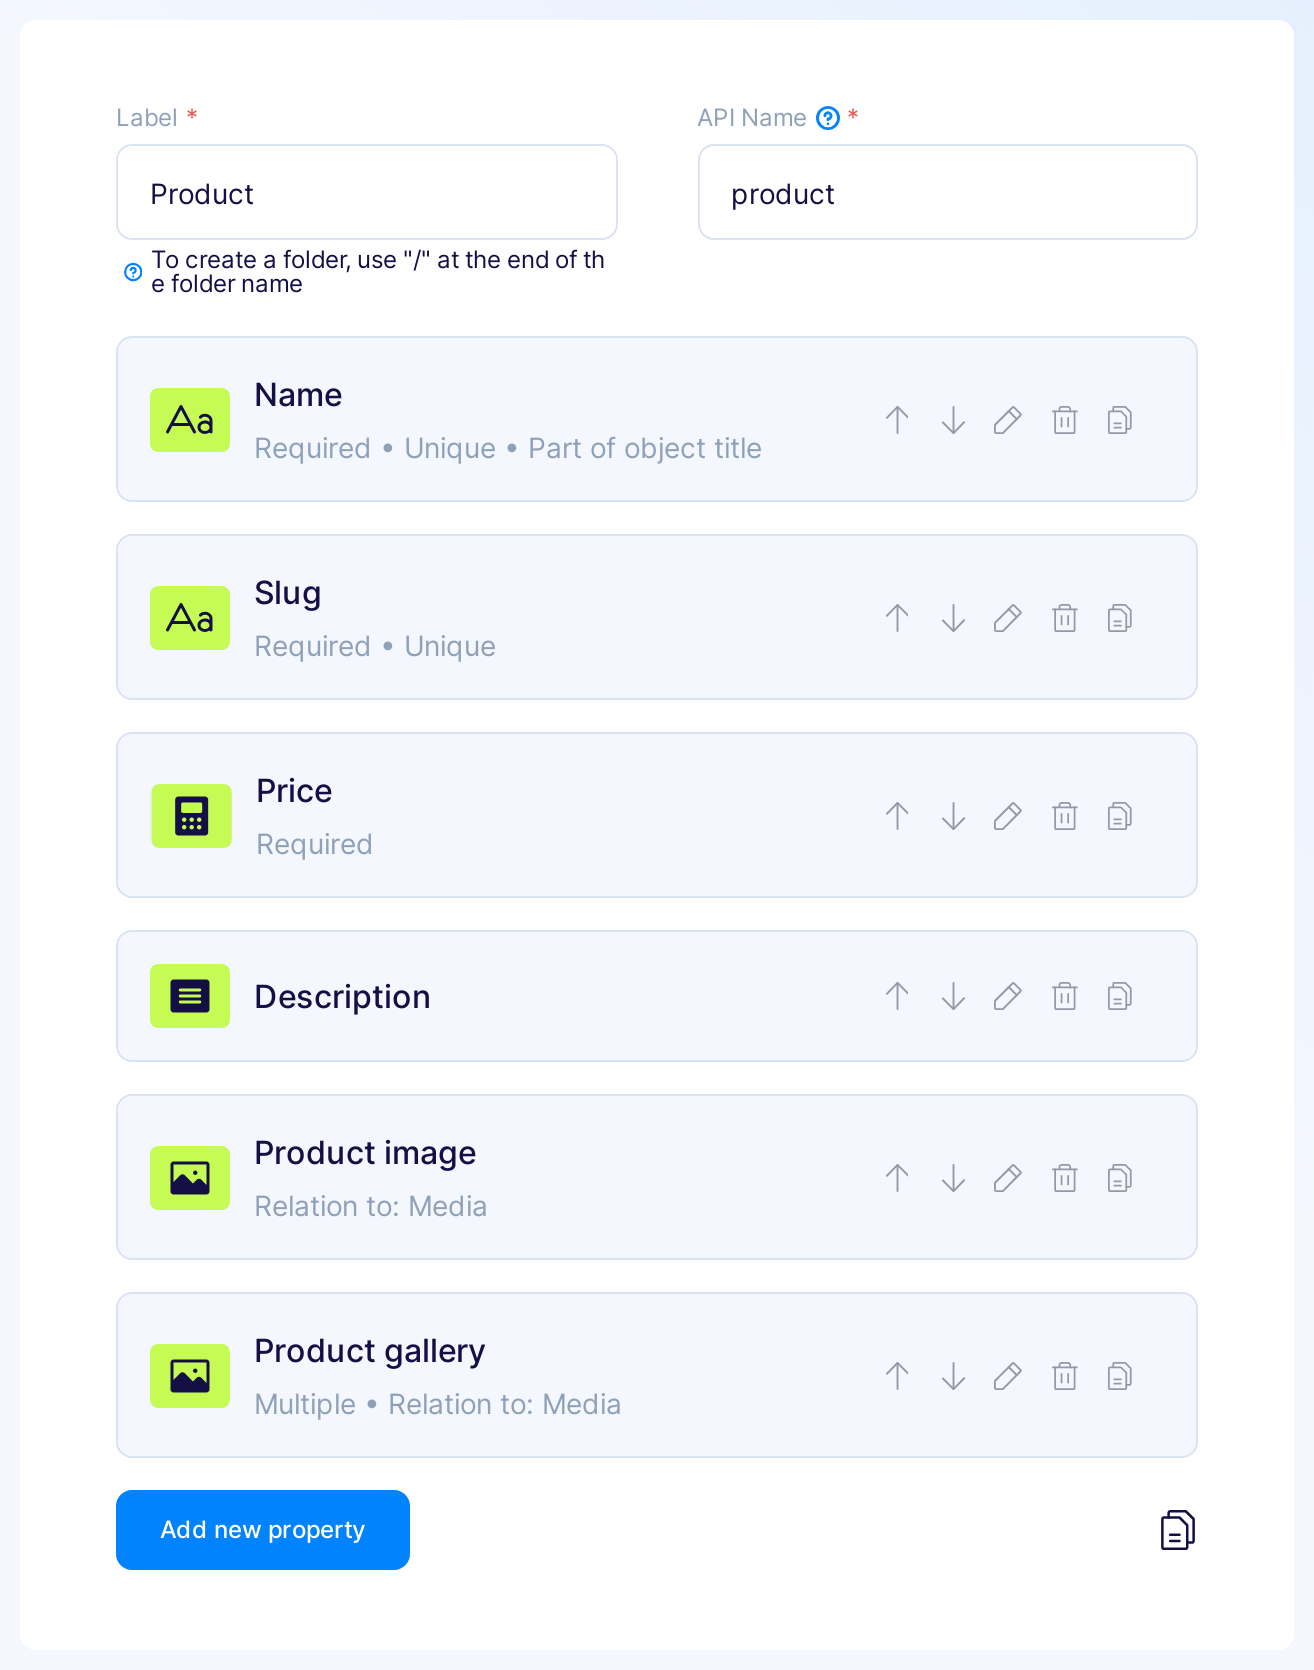 Label *
API Name *
Product
product
To create a folder, use "/" at the end of th
e folder name
Aa
Name
Required • Unique • Part of object title
Aa
Slug
Required • Unique
Price
Required
Description
Product image
Relation to: Media
Product gallery
Multiple • Relation to: Media
Add new property